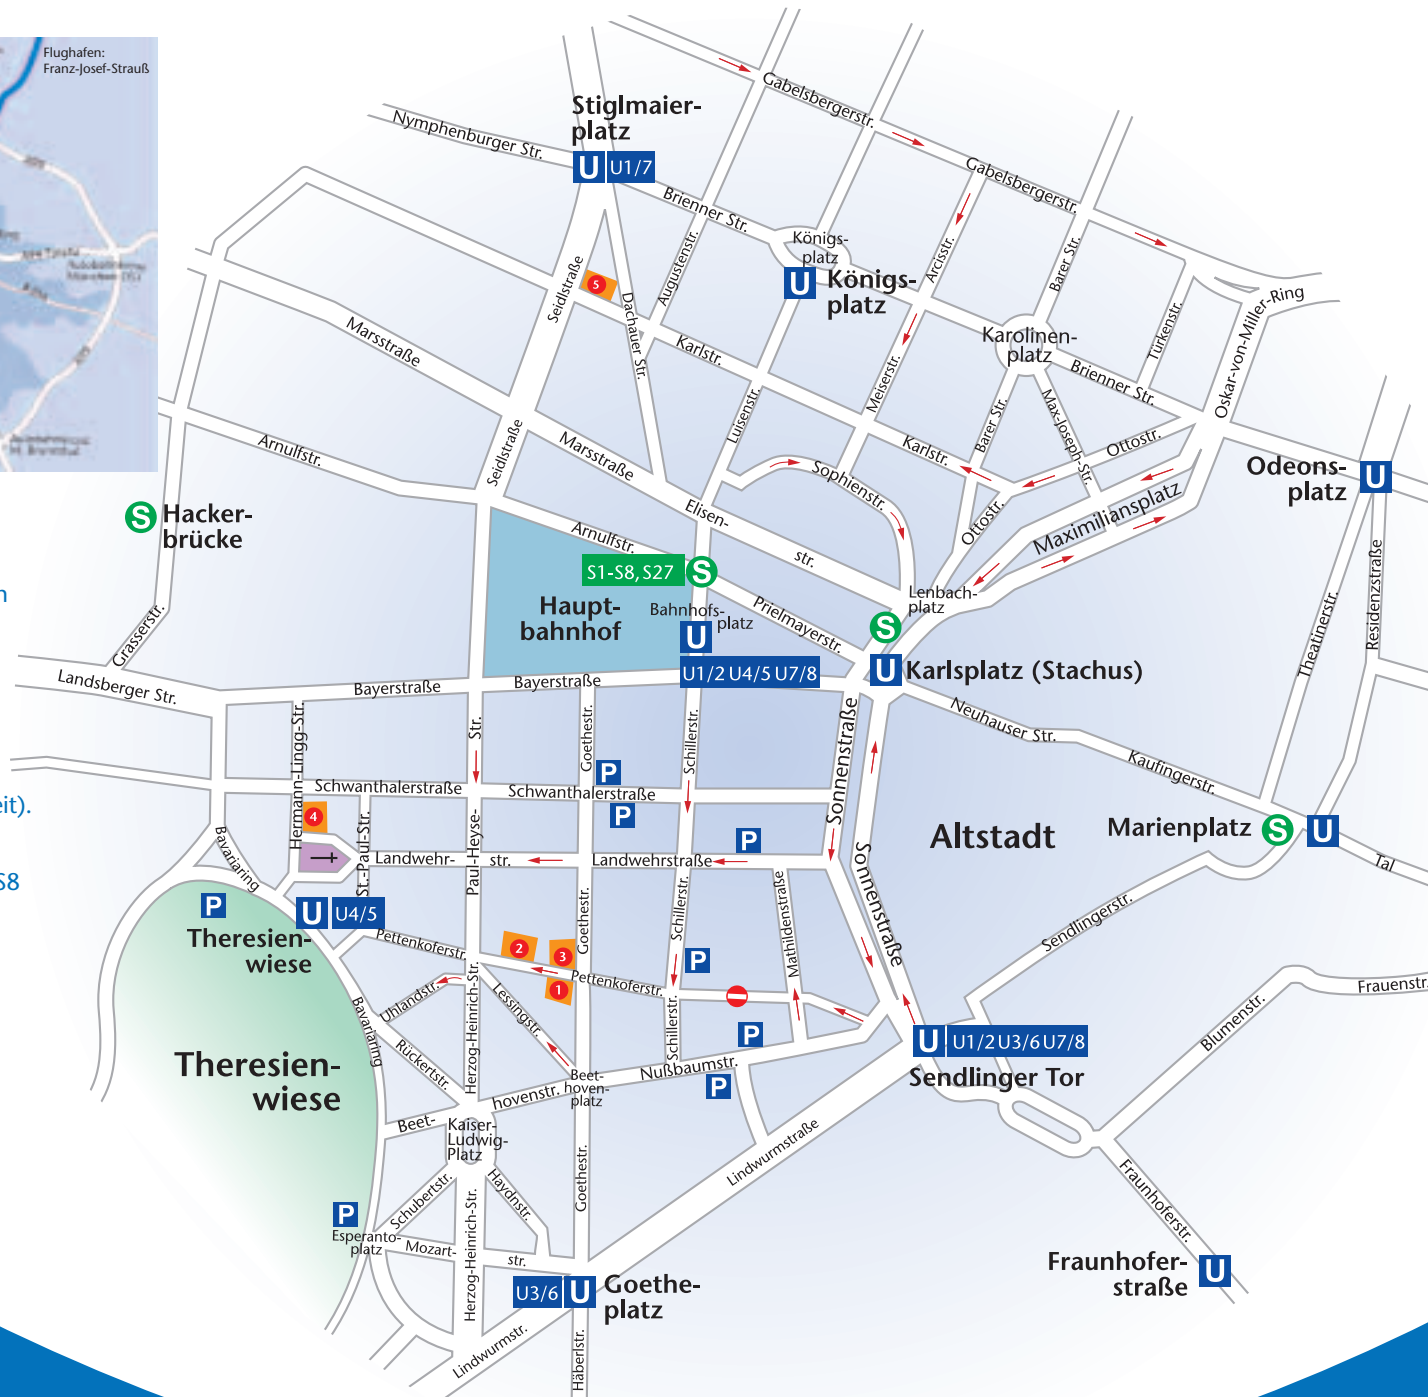 Flughafen:
Franz-Josef-Strauß
Gabelsbergerstr.
Stiglmaier-
platz
U U1/7
Nymphenburger Str.
Gabelsbergerstr.
Brienner Str.
Königs-
platz
U Königs-
platz
Augustenstr.
Arcisstr.
Barer Str.
Seidlstraße
5
Dachauer Str.
Türkenstr.
Oskar-von-Miller-Ring
Marsstraße
Karlstr.
Karolinen-
platz
Brienner Str.
Meiserstr.
Luisenstr.
Barer Str.
Max-Joseph-Str.
Arnulfstr.
Seidlstraße
Marsstraße
Karlstr.
Ottostr.
Sophienstr.
Odeons-
platz
U
Maximiliansplatz
Ottostr.
S Hacker-
brücke
Elisen-
str.
Arnulfstr.
S1-S8, S27 S
Haupt-
bahnhof
Bahnhofs-
platz
U
U1/2 U4/5 U7/8
Prielmayerstr.
Lenbach-
platz
S
U Karlsplatz (Stachus)
Theatinerstr.
Residenzstraße
n
Grasserstr.
Landsberger Str.
Bayerstraße
Bayerstraße
Neuhauser Str.
Kaufingerstr.
Hermann-Lingg-Str.
Str.
Goethestr.
Schillerstr.
Sonnenstraße
P
Schwanthalerstraße
Schwanthalerstraße
P
eit).
4
Altstadt
Marienplatz S U
Tal
P
Bavariaring
St.-Paul-Str.
Landwehr-
str.
Landwehrstraße
Paul-Heyse-
Sonnenstraße
S8
P
U U4/5
Theresien-
wiese
Goethestr.
Schillerstr.
Mathildenstraße
Sendlingerstr.
Pettenkoferstr.
2
3
1
P
Pettenkoferstr.
Frauenstr.
Blumenstr.
Uhlandstr.
Bavariaring
Herzog-Heinrich-Str.
Lessingstr.
Schillerstr.
P
U U1/2 U3/6 U7/8
Sendlinger Tor
Theresien-
wiese
Rückertstr.
Nußbaumstr.
P
Beet-
hoven-
platz
Beet-
hovenstr.
Kaiser-
Ludwig-
Platz
Lindwurmstraße
Fraunhoferstr.
Schubertstr.
Haydnstr.
Goethestr.
P
Esperanto-
platz
Mozart-
str.
Herzog-Heinrich-Str.
Fraunhofer-
straße
U
U3/6 U Goethe-
platz
Lindwurmstr.
Häberlstr.